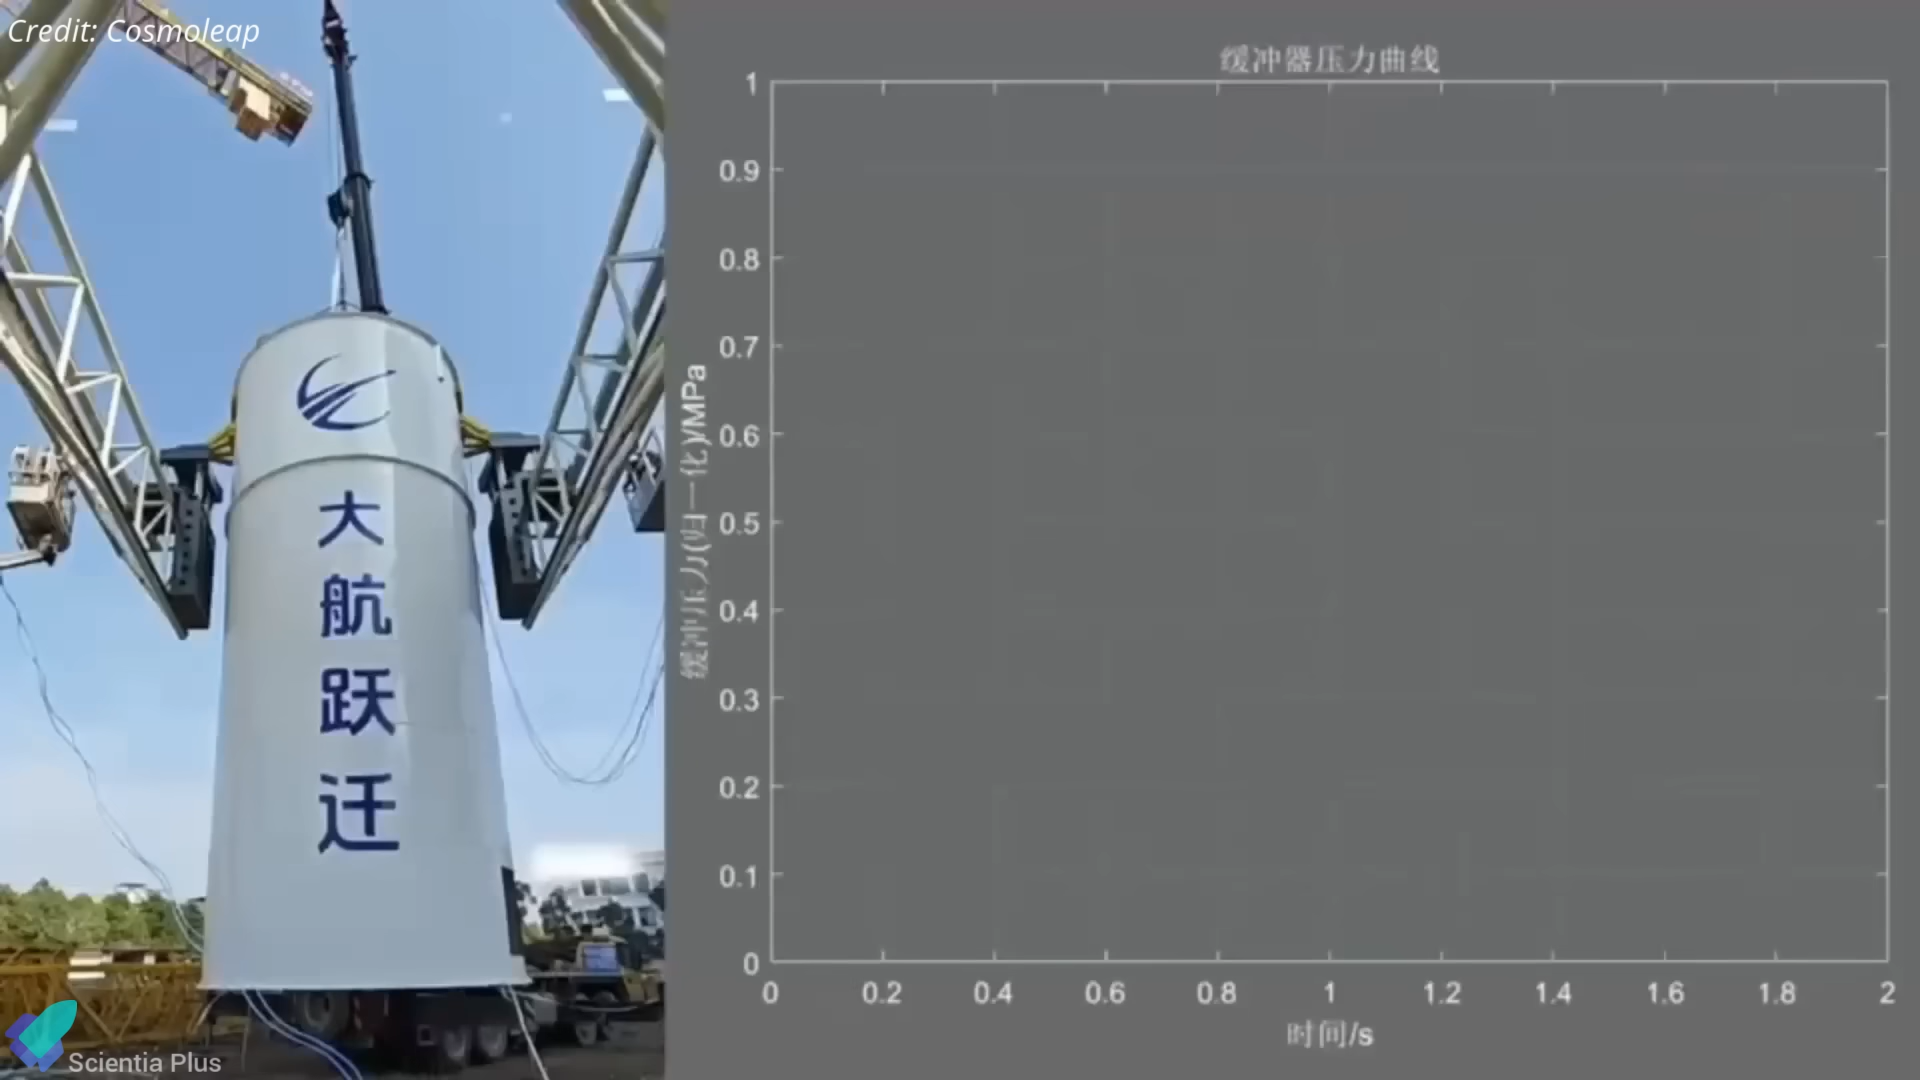 Credit: Cosmoleap
大
航
跃
迁
Scientia Plus
缓冲器压力曲线
缓冲压力(归一化)/MPa
1
0.9
0.8
0.7
0.6
0.5
0.4
0.3
0.2
0.1
0
0 0.2 0.4 0.6 0.8 1 1.2 1.4 1.6 1.8 2
时间/s